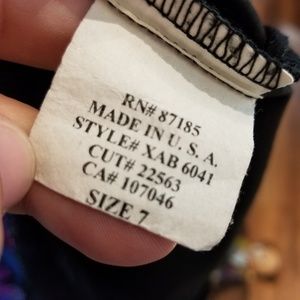 RN# 87185
MADE IN U. S. A.
STYLE# XAB 6041
CUT# 22563
CA# 107046
SIZE 7